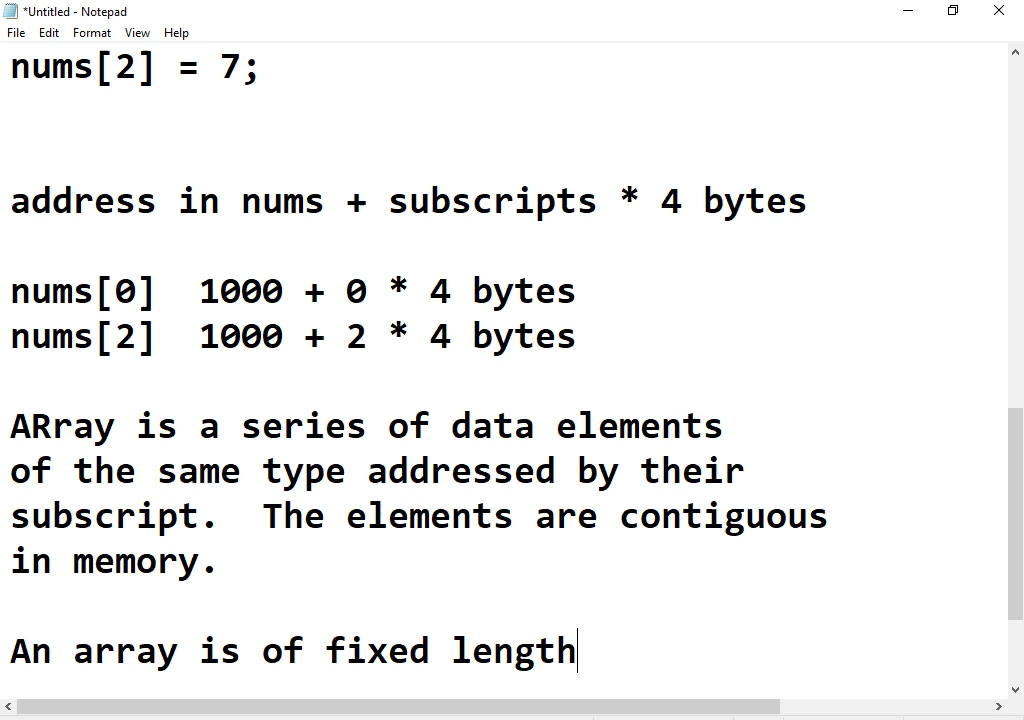 *Untitled - Notepad
File Edit Format View Help
nums[2] = 7;
address in nums + subscripts * 4 bytes
nums[0]  1000 + 0 * 4 bytes
nums[2]  1000 + 2 * 4 bytes
ARray is a series of data elements
of the same type addressed by their
subscript.  The elements are contiguous
in memory.
An array is of fixed length